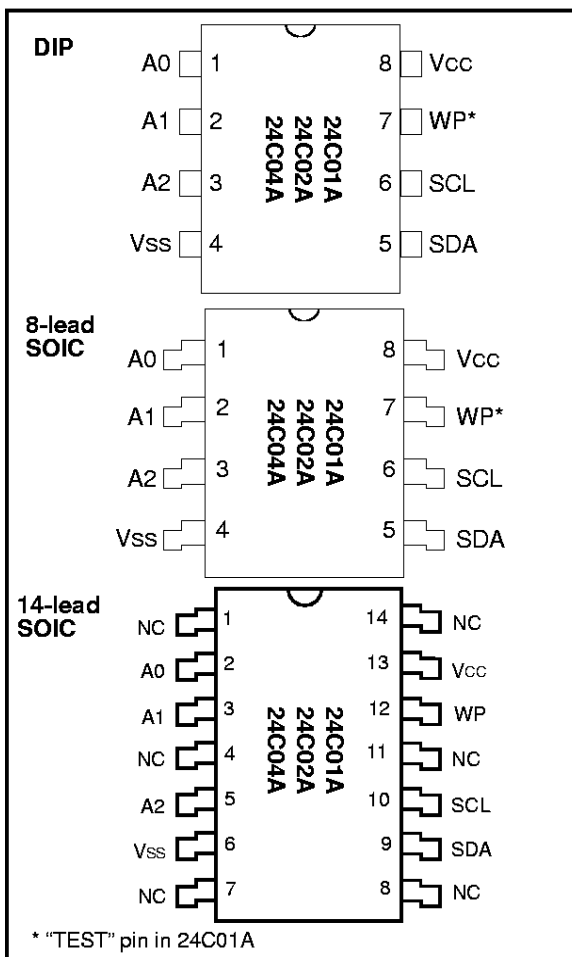 DIP
A0 1 8 VCC
A1 2 7 WP*
A2 3 6 SCL
VSS 4 5 SDA
24C01A
24C02A
24C04A
8-lead
SOIC
A0 1 8 VCC
A1 2 7 WP*
A2 3 6 SCL
VSS 4 5 SDA
24C01A
24C02A
24C04A
14-lead
SOIC
NC 1 14 NC
A0 2 13 VCC
A1 3 12 WP
NC 4 11 NC
A2 5 10 SCL
VSS 6 9 SDA
NC 7 8 NC
24C01A
24C02A
24C04A
* "TEST" pin in 24C01A